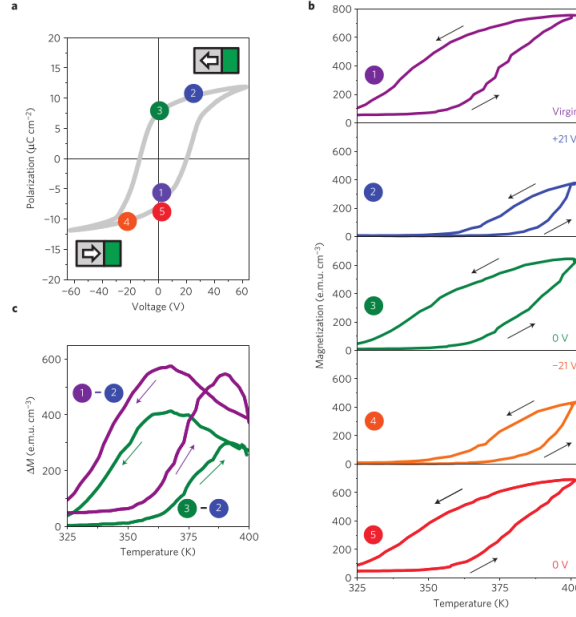 a
20
15
10
5
0
−5
−10
−15
−20
Polarization (μC cm−2)
−60 −40 −20 0 20 40 60
Voltage (V)
3
2
1
4
5
b
800
600
400
200
0
1
Virgin
600
400
200
0
+21 V
2
600
400
200
0
3
0 V
600
400
200
0
−21 V
4
800
600
400
200
0
5
0 V
Magnetization (e.m.u. cm−3)
325 350 375 400
Temperature (K)
c
600
400
200
0
ΔM (e.m.u. cm−3)
1 – 2
3 – 2
325 350 375 400
Temperature (K)